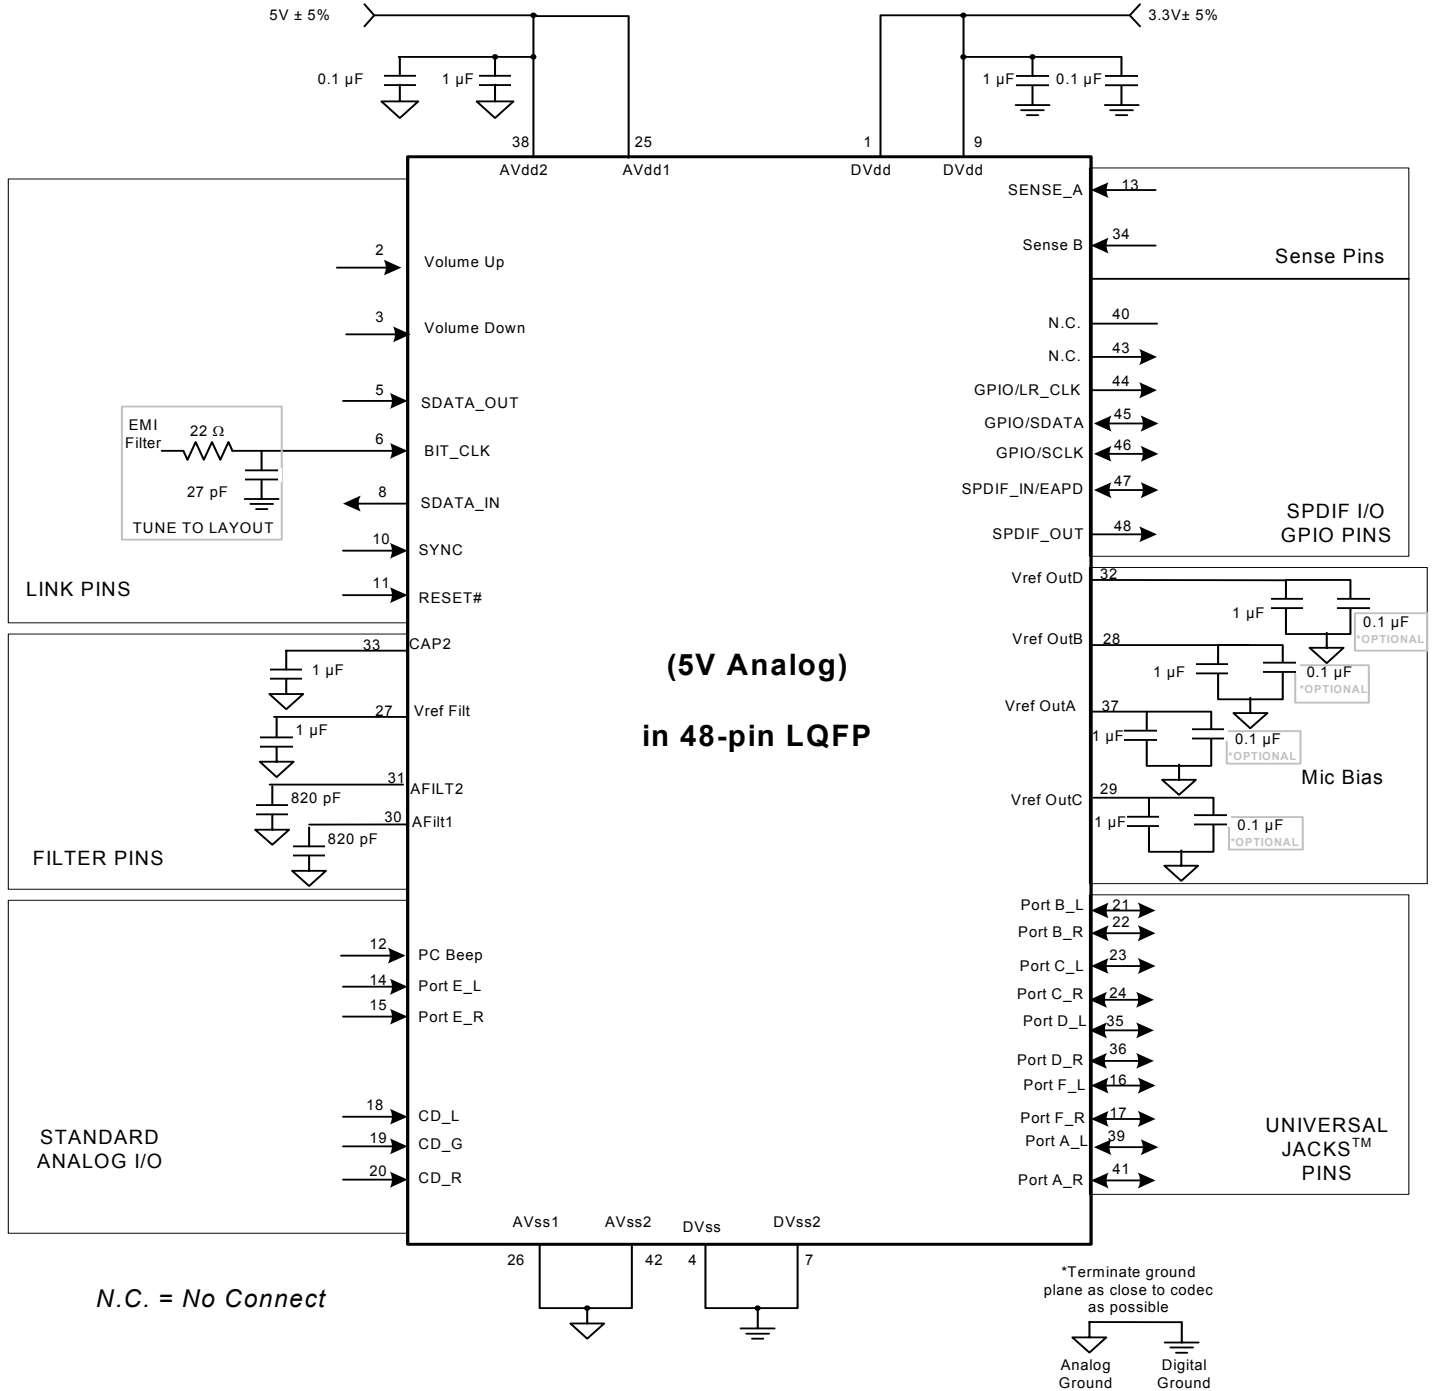 5V ± 5%
3.3V± 5%
0.1 µF
1 µF
1 µF
0.1 µF
38
25
1
9
AVdd2
AVdd1
DVdd
DVdd
2
Volume Up
3
Volume Down
5
SDATA_OUT
EMI
Filter
22 Ω
27 pF
TUNE TO LAYOUT
6
BIT_CLK
8
SDATA_IN
10
SYNC
11
RESET#
LINK PINS
33
CAP2
1 µF
27
Vref Filt
1 µF
31
AFILT2
820 pF
30
AFilt1
820 pF
FILTER PINS
12
PC Beep
14
Port E_L
15
Port E_R
18
CD_L
19
CD_G
20
CD_R
STANDARD
ANALOG I/O
(5V Analog)
in 48-pin LQFP
SENSE_A
13
Sense B
34
Sense Pins
N.C.
40
N.C.
43
GPIO/LR_CLK
44
GPIO/SDATA
45
GPIO/SCLK
46
SPDIF_IN/EAPD
47
SPDIF_OUT
48
SPDIF I/O
GPIO PINS
Vref OutD
32
1 µF
0.1 µF
*OPTIONAL
Vref OutB
28
1 µF
0.1 µF
*OPTIONAL
Vref OutA
37
1 µF
0.1 µF
*OPTIONAL
Mic Bias
Vref OutC
29
1 µF
0.1 µF
*OPTIONAL
Port B_L
21
Port B_R
22
Port C_L
23
Port C_R
24
Port D_L
35
Port D_R
36
Port F_L
16
Port F_R
17
Port A_L
39
Port A_R
41
UNIVERSAL
JACKS™
PINS
AVss1
AVss2
DVss
DVss2
26
42
4
7
N.C. = No Connect
*Terminate ground
plane as close to codec
as possible
Analog
Ground
Digital
Ground